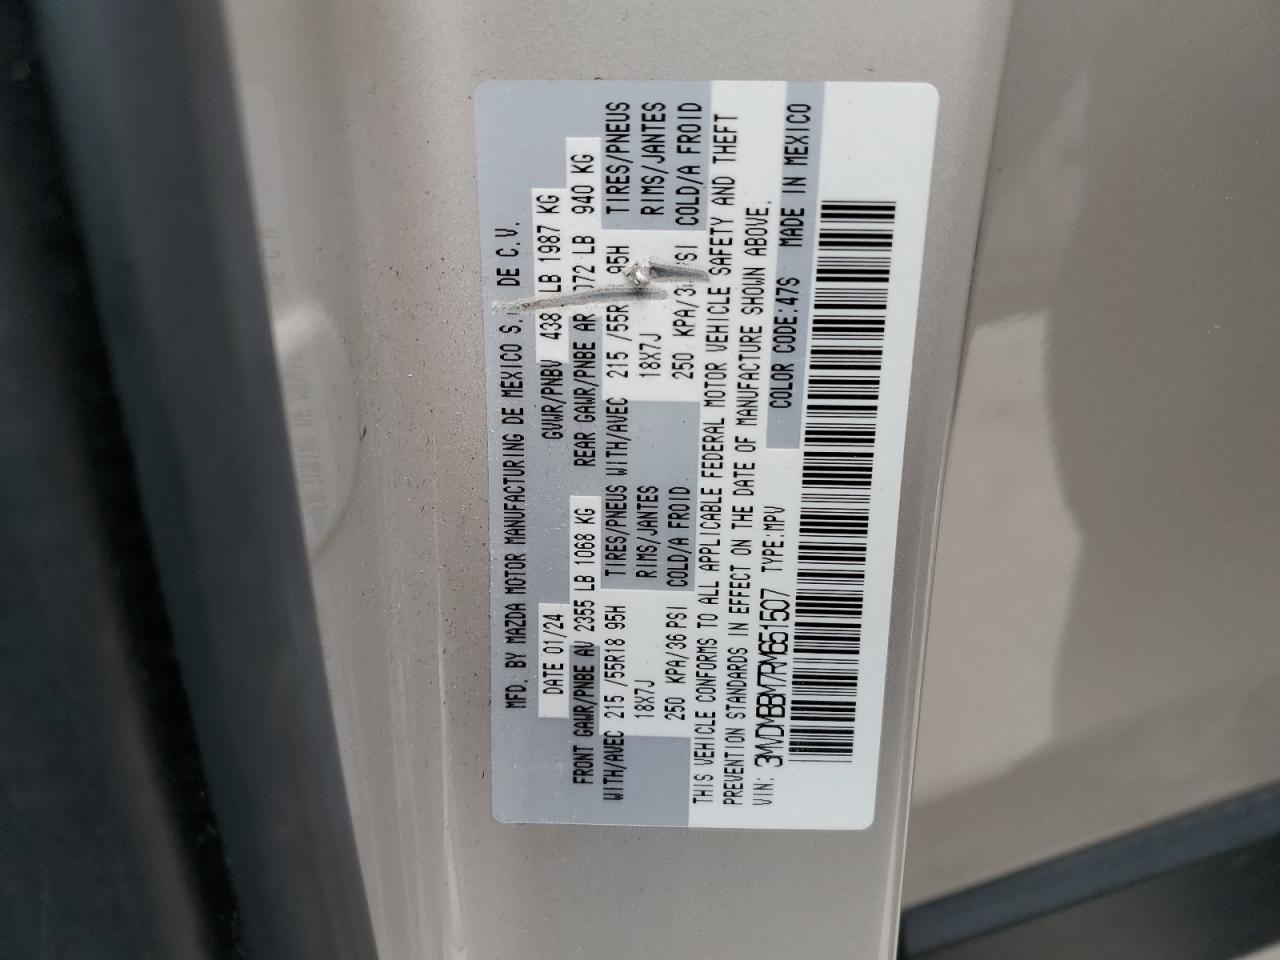 MFD. BY MAZDA MOTOR MANUFACTURING DE MEXICO S. DE C.V.
DATE 01/24 GVWR/PNBV 438 LB 1987 KG
FRONT GAWR/PNBE AV 2355 LB 1068 KG REAR GAWR/PNBE AR 072 LB 940 KG
WITH/AVEC 215 /55R18 95H TIRES/PNEUS WITH/AVEC 215 /55R 95H TIRES/PNEUS
18X7J RIMS/JANTES 18X7J RIMS/JANTES
250 KPA/36 PSI COLD/A FROID 250 KPA/3 PSI COLD/A FROID
THIS VEHICLE CONFORMS TO ALL APPLICABLE FEDERAL MOTOR VEHICLE SAFETY AND THEFT
PREVENTION STANDARDS IN EFFECT ON THE DATE OF MANUFACTURE SHOWN ABOVE.
VIN: 3MVDMBBM7RM651507 TYPE:MPV COLOR CODE:47S MADE IN MEXICO